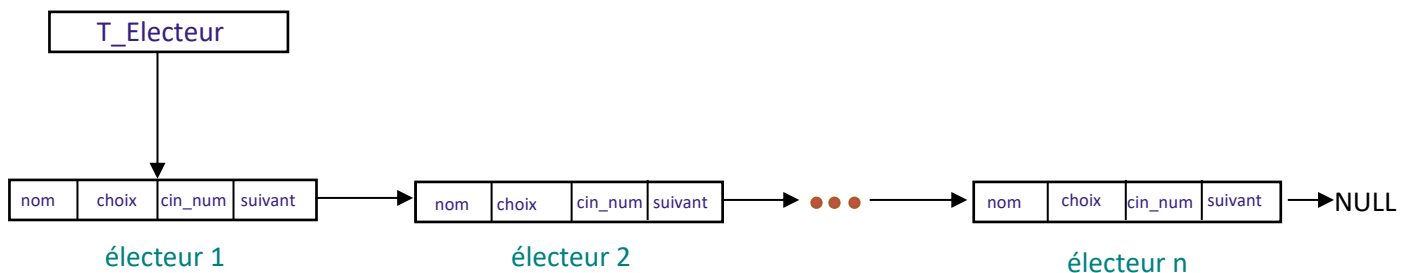 T_Electeur
nom choix cin_num suivant
nom choix cin_num suivant
nom choix cin_num suivant
NULL
électeur 1
électeur 2
électeur n